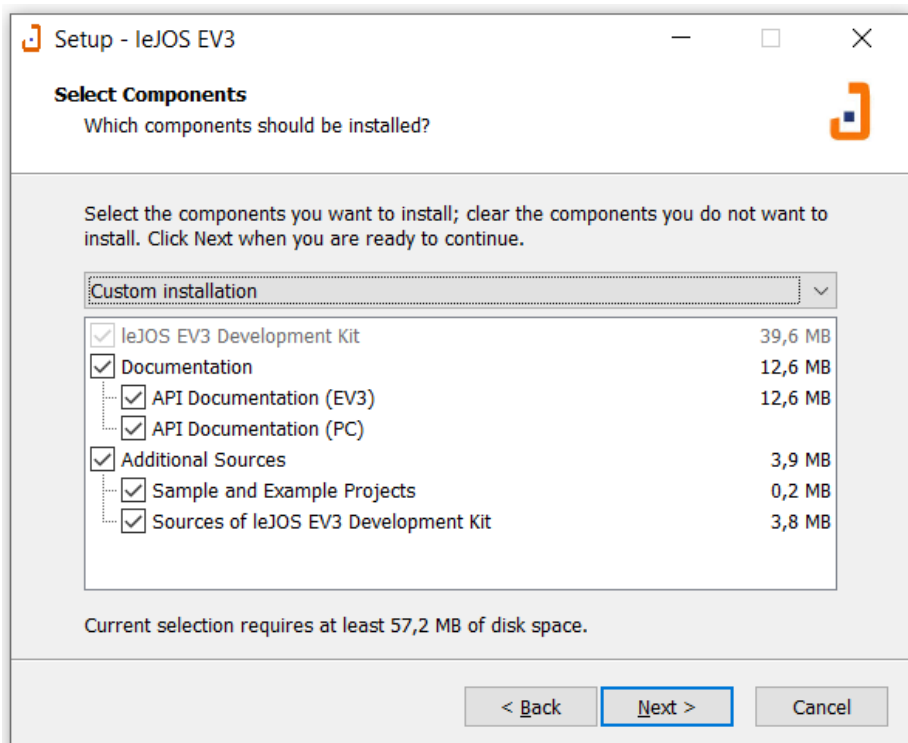 Setup - leJOS EV3
Select Components
Which components should be installed?
Select the components you want to install; clear the components you do not want to
install. Click Next when you are ready to continue.
Custom installation
leJOS EV3 Development Kit 39,6 MB
Documentation 12,6 MB
API Documentation (EV3) 12,6 MB
API Documentation (PC)
Additional Sources 3,9 MB
Sample and Example Projects 0,2 MB
Sources of leJOS EV3 Development Kit 3,8 MB
Current selection requires at least 57,2 MB of disk space.
< Back Next > Cancel